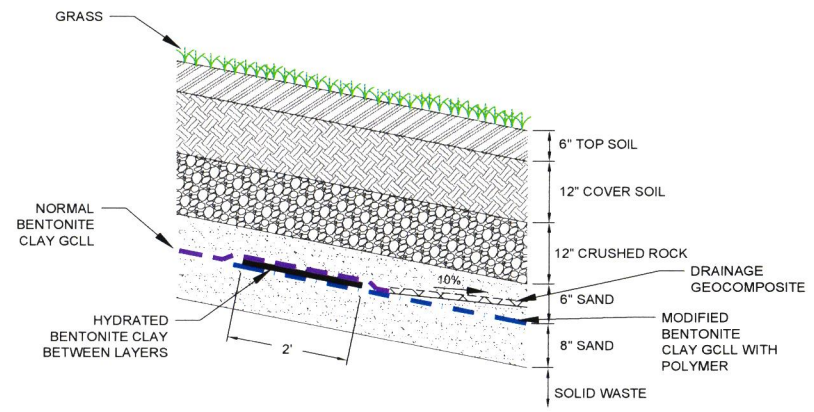 GRASS
6" TOP SOIL
12" COVER SOIL
NORMAL
BENTONITE
CLAY GCLL
12" CRUSHED ROCK
10%
DRAINAGE
GEOCOMPOSITE
6" SAND
HYDRATED
BENTONITE CLAY
BETWEEN LAYERS
2'
MODIFIED
BENTONITE
CLAY GCLL WITH
POLYMER
8" SAND
SOLID WASTE